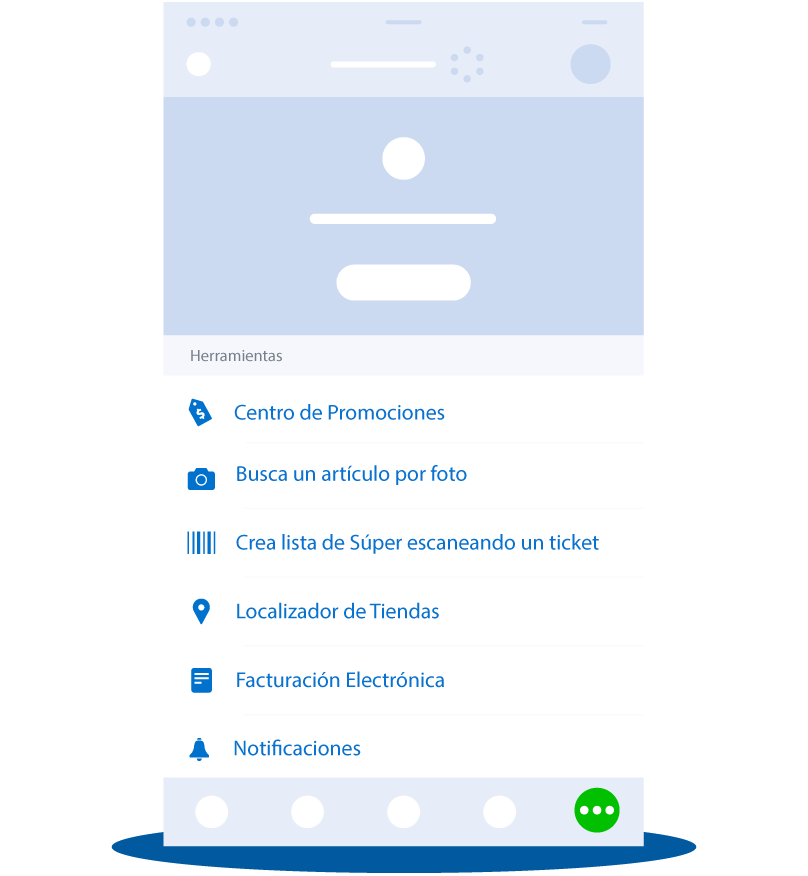 Herramientas
Centro de Promociones
Busca un artículo por foto
Crea lista de Súper escaneando un ticket
Localizador de Tiendas
Facturación Electrónica
Notificaciones